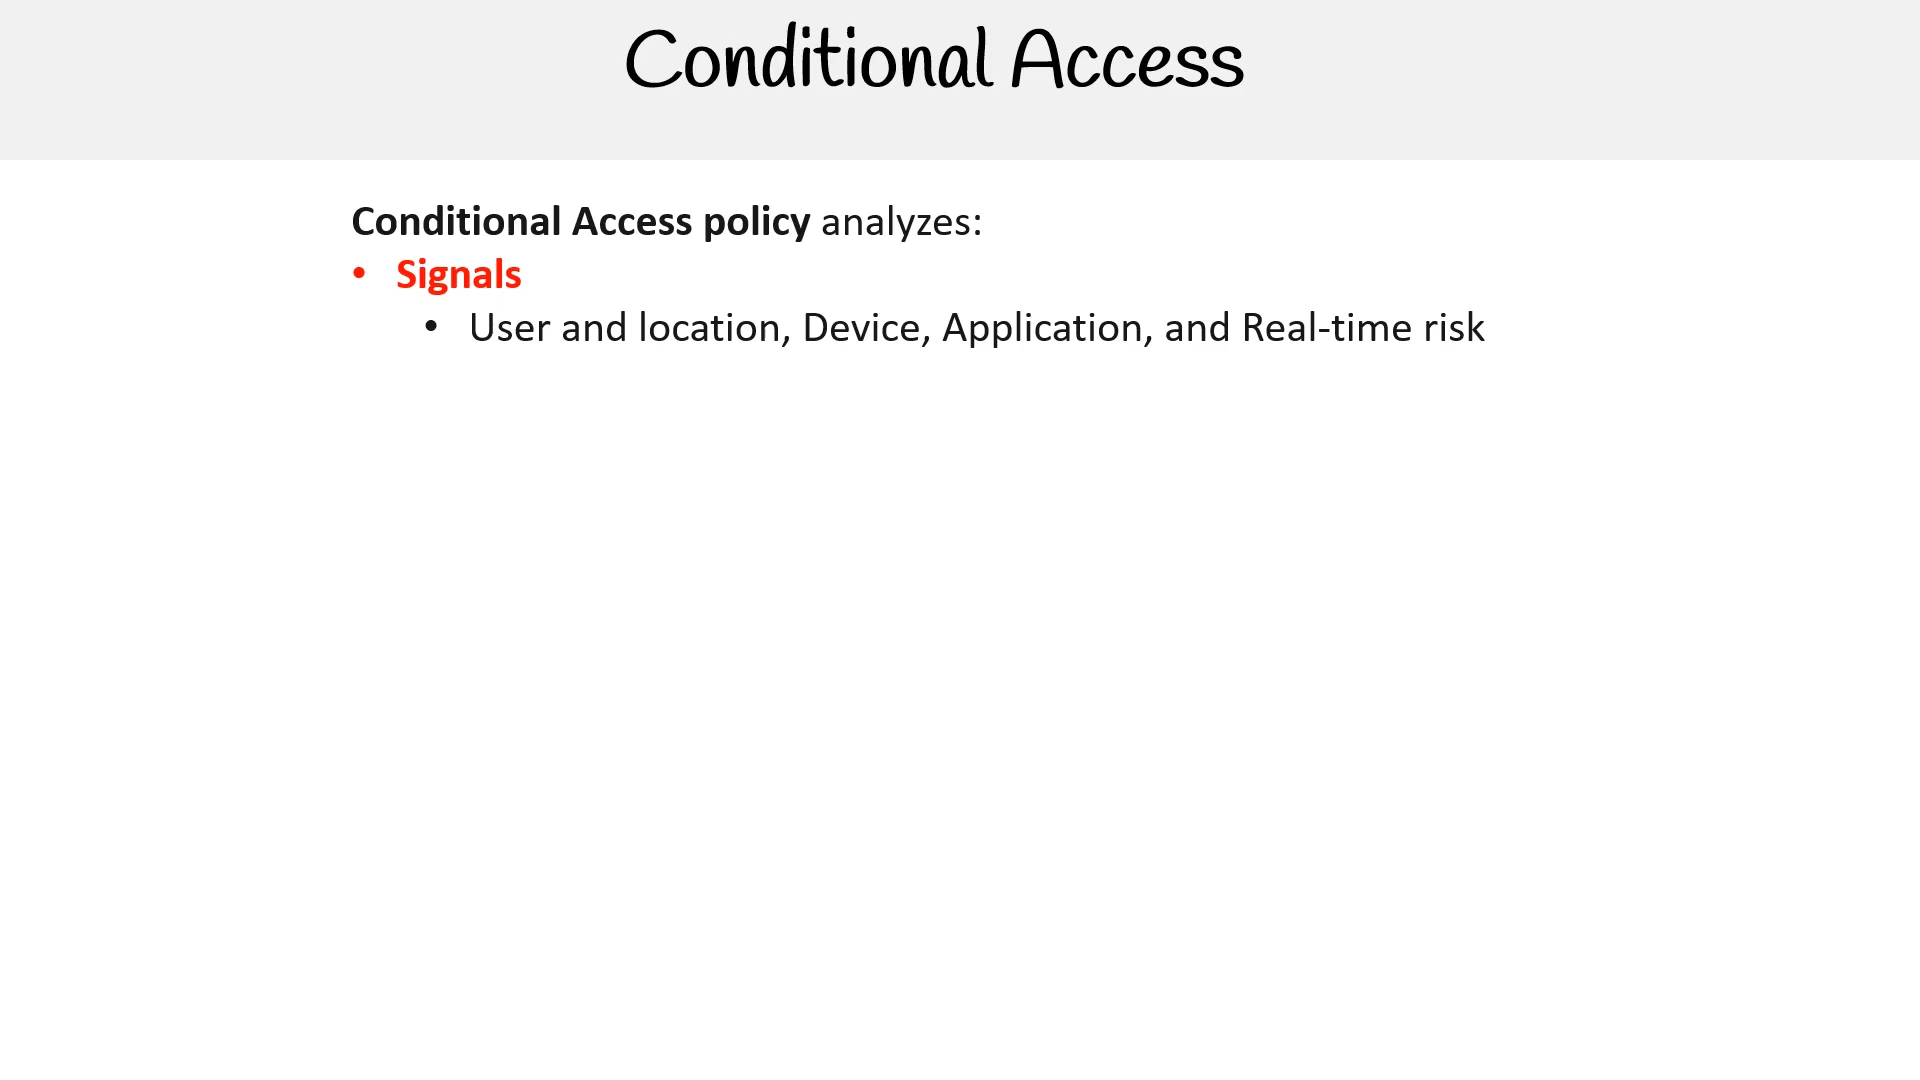 Conditional Access
Conditional Access policy analyzes:
• Signals
• User and location, Device, Application, and Real-time risk